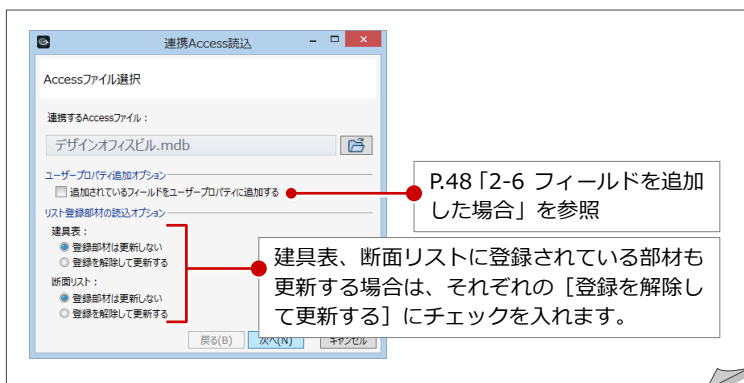 連携Access読込
Accessファイル選択
連携するAccessファイル：
デザインオフィスビル.mdb
ユーザープロパティ追加オプション
追加されているフィールドをユーザープロパティに追加する
P.48「2-6 フィールドを追加
した場合」を参照
リスト登録部材の読込オプション
建具表：
登録部材は更新しない
登録を解除して更新する
断面リスト：
登録部材は更新しない
登録を解除して更新する
建具表、断面リストに登録されている部材も
更新する場合は、それぞれの［登録を解除し
て更新する］にチェックを入れます。
戻る(B)
次へ(N)
キャンセル